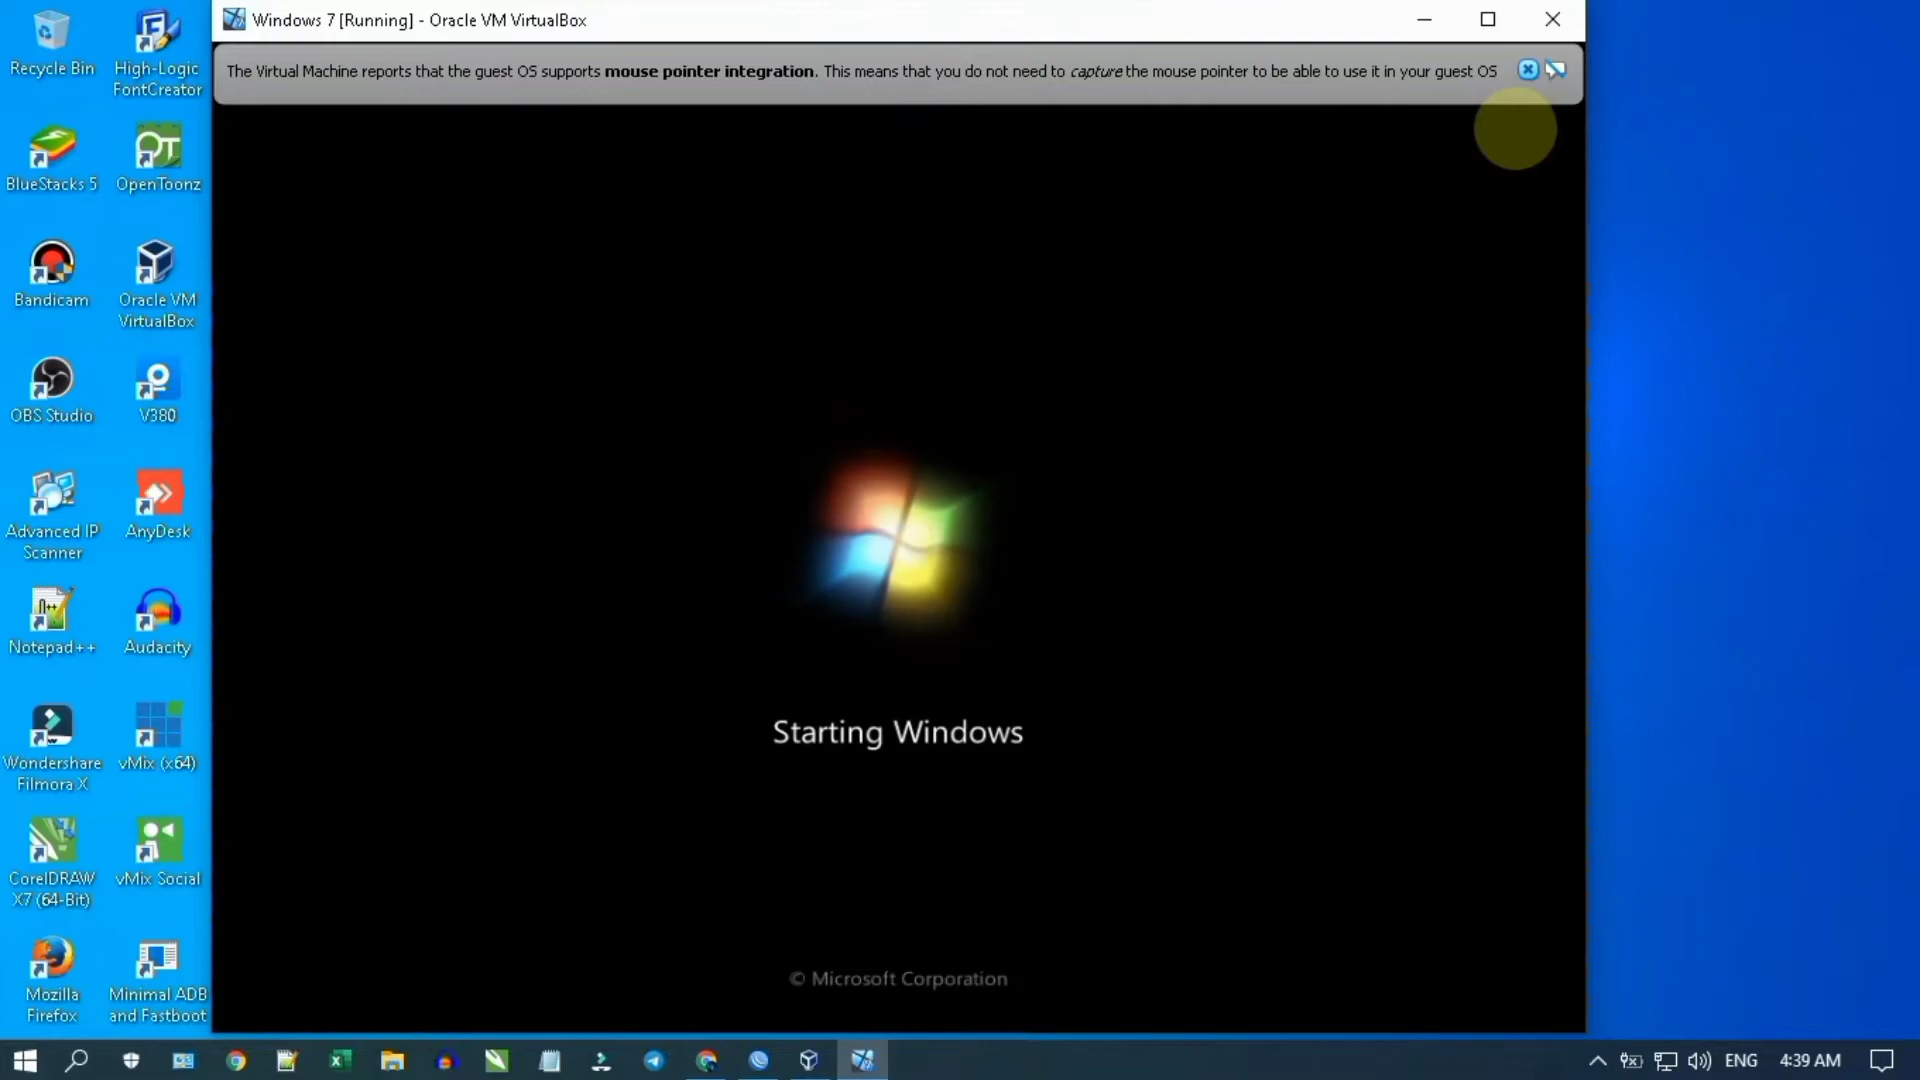 Windows 7 [Running] - Oracle VM VirtualBox
The Virtual Machine reports that the guest OS supports mouse pointer integration. This means that you do not need to capture the mouse pointer to be able to use it in your guest OS
Recycle Bin
High-Logic
FontCreator
BlueStacks 5
OpenToonz
Bandicam
Oracle VM
VirtualBox
OBS Studio
V380
Advanced IP
Scanner
AnyDesk
Notepad++
Audacity
Wondershare
Filmora X
vMix (x64)
CorelDRAW
X7 (64-Bit)
vMix Social
Mozilla
Firefox
Minimal ADB
and Fastboot
Starting Windows
© Microsoft Corporation
ENG
4:39 AM